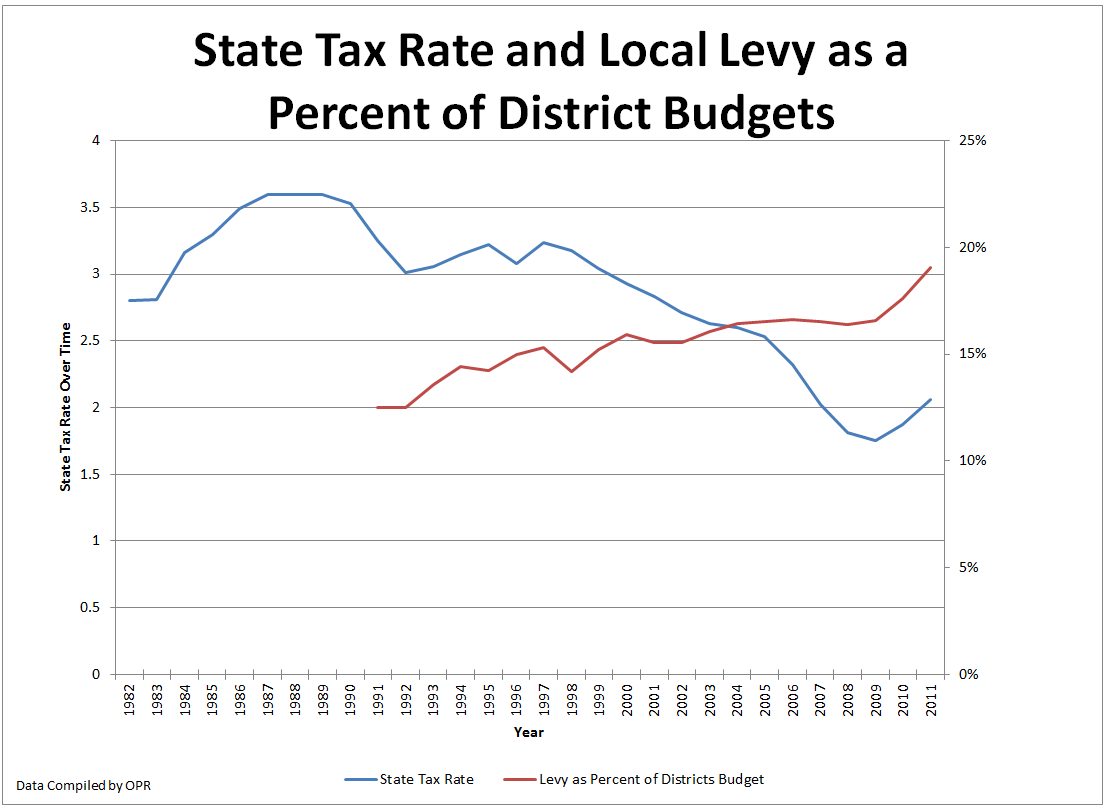 State Tax Rate and Local Levy as a
Percent of District Budgets
4
3.5
3
2.5
2
1.5
1
0.5
0
State Tax Rate Over Time
25%
20%
15%
10%
5%
0%
1982 1983 1984 1985 1986 1987 1988 1989 1990 1991 1992 1993 1994 1995 1996 1997 1998 1999 2000 2001 2002 2003 2004 2005 2006 2007 2008 2009 2010 2011
Year
State Tax Rate
Levy as Percent of Districts Budget
Data Compiled by OPR